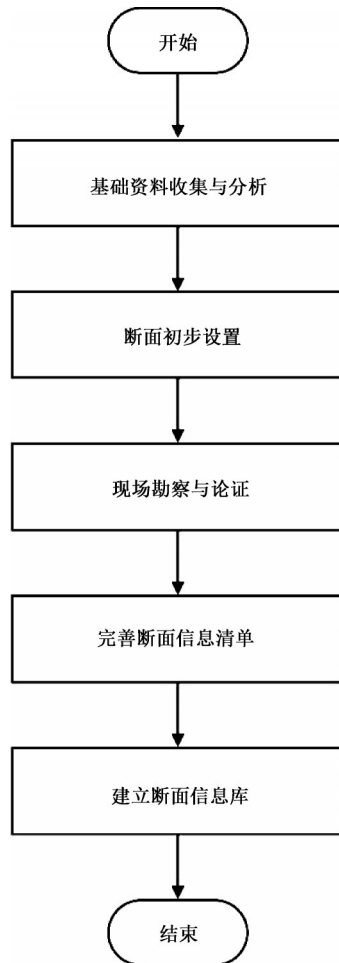 开始
基础资料收集与分析
断面初步设置
现场勘察与论证
完善断面信息清单
建立断面信息库
结束